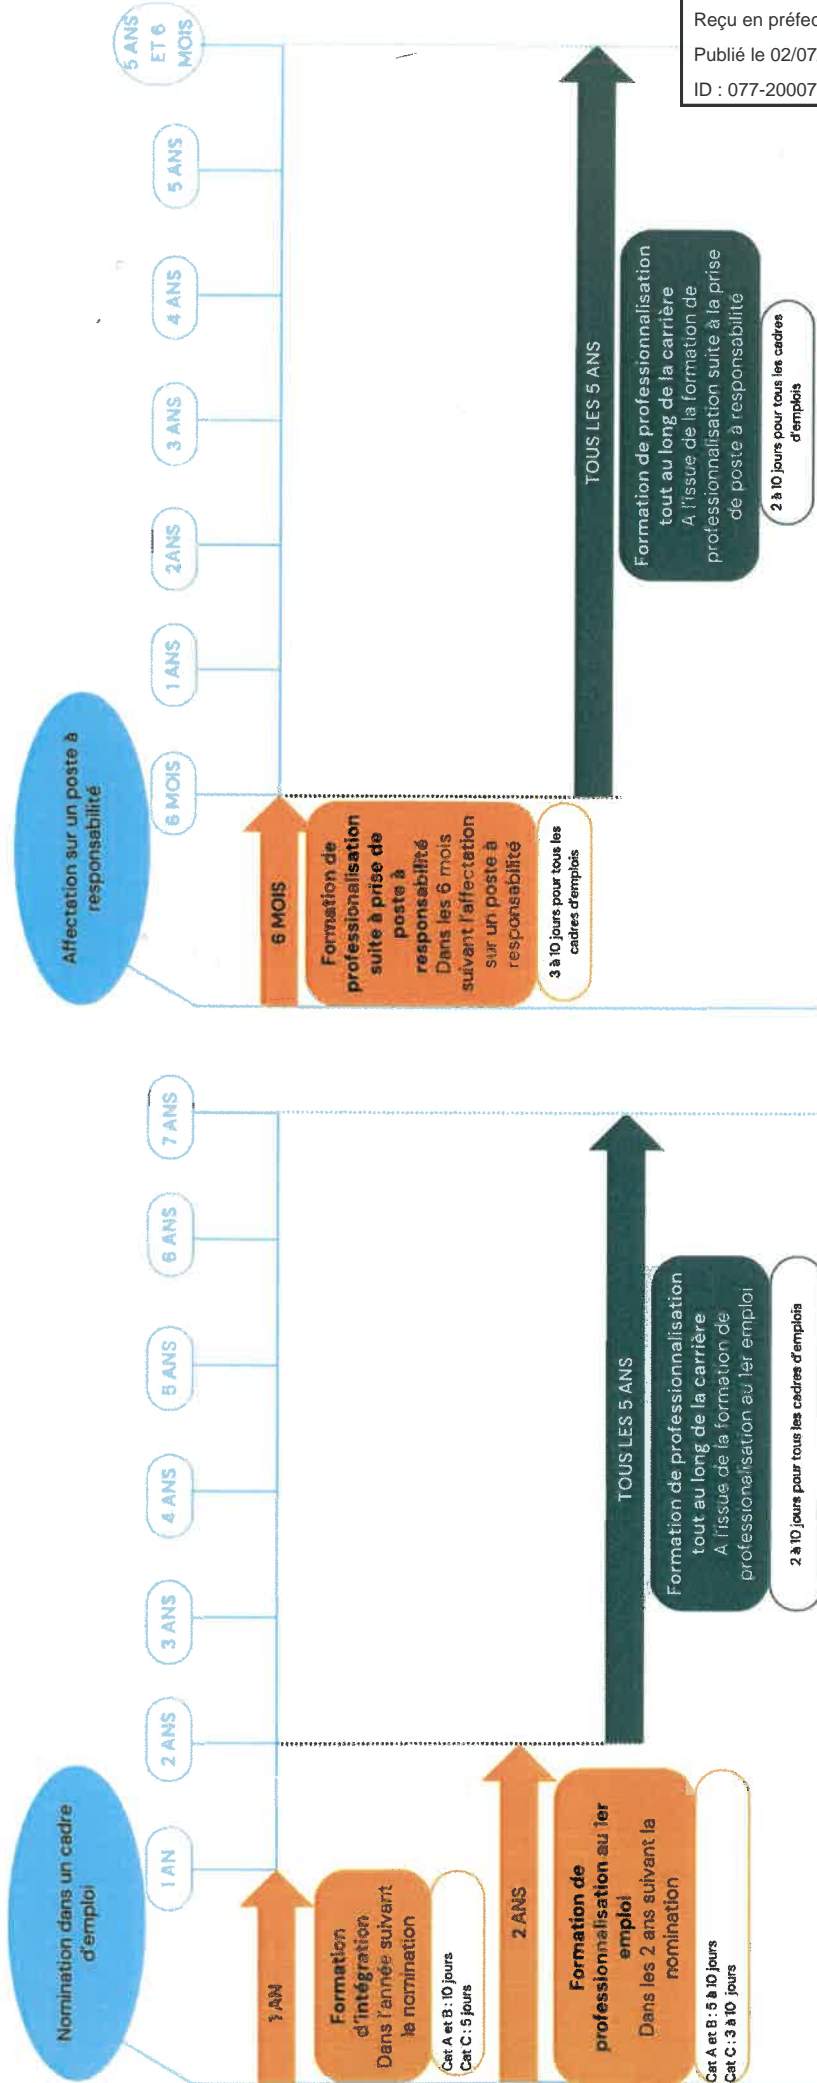 Reçu en préfec
Publié le 02/07
ID : 077-20007
Nomination dans un cadre
d'emploi
1 AN
2 ANS
3 ANS
4 ANS
5 ANS
6 ANS
7 ANS
1 AN
Formation
d'intégration
Dans l'année suivant
la nomination
Cat A et B : 10 jours
Cat C : 5 jours
2 ANS
Formation de
professionnalisation au 1er
emploi
Dans les 2 ans suivant la
nomination
Cat A et B : 5 à 10 jours
Cat C : 3 à 10 jours
TOUS LES 5 ANS
Formation de professionnalisation
tout au long de la carrière
A l'issue de la formation de
professionnalisation au 1er emploi
2 à 10 jours pour tous les cadres d'emplois
Affectation sur un poste à
responsabilité
6 MOIS
1 ANS
2ANS
3 ANS
4 ANS
5 ANS
5 ANS
ET 6
MOIS
6 MOIS
Formation de
professionalisation
suite à prise de
poste à
responsabilité
Dans les 6 mois
suivant l'affectation
sur un poste à
responsabilité
3 à 10 jours pour tous les
cadres d'emplois
TOUS LES 5 ANS
Formation de professionnalisation
tout au long de la carrière
A l'issue de la formation de
professionnalisation suite à la prise
de poste à responsabilité
2 à 10 jours pour tous les cadres
d'emplois